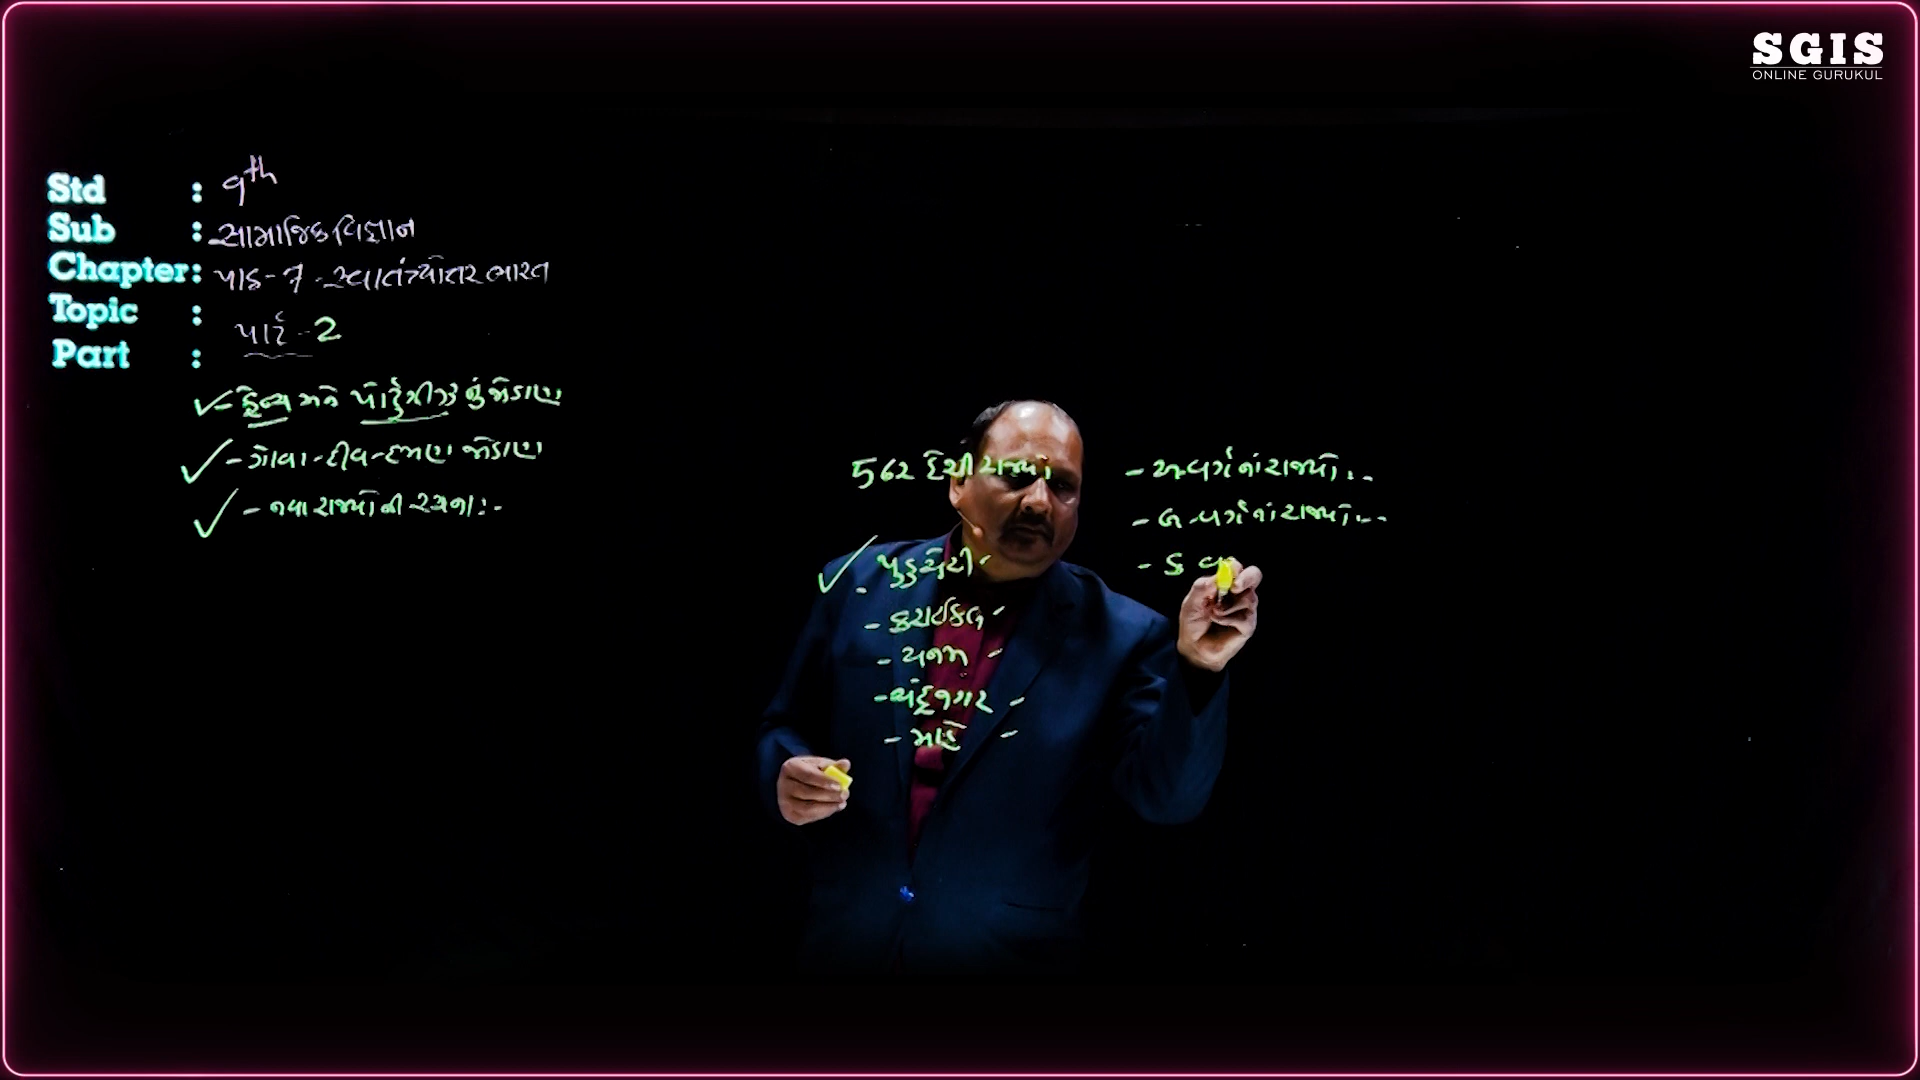 SGIS
ONLINE GURUKUL
Std : 9th
Sub : સામાજિક વિજ્ઞાન
Chapter : પાઠ - 7 - સ્વાતંત્ર્યોત્તર ભારત
Topic :
પાર્ટ - 2
Part :
- ફ્રેન્ચ અને પોર્ટુગીઝનું જોડાણ
- ગોવા - દીવ - દમણ જોડાણ
- નવા રાજ્યોની રચના :-
562 દેશી રાજ્યો
- પુડુચેરી
- કરાઈકલ
- યનામ -
- ચંદ્રનગર -
- માહે -
- અ વર્ગનાં રાજ્યો :-
- બ વર્ગનાં રાજ્યો :-
- ક વ